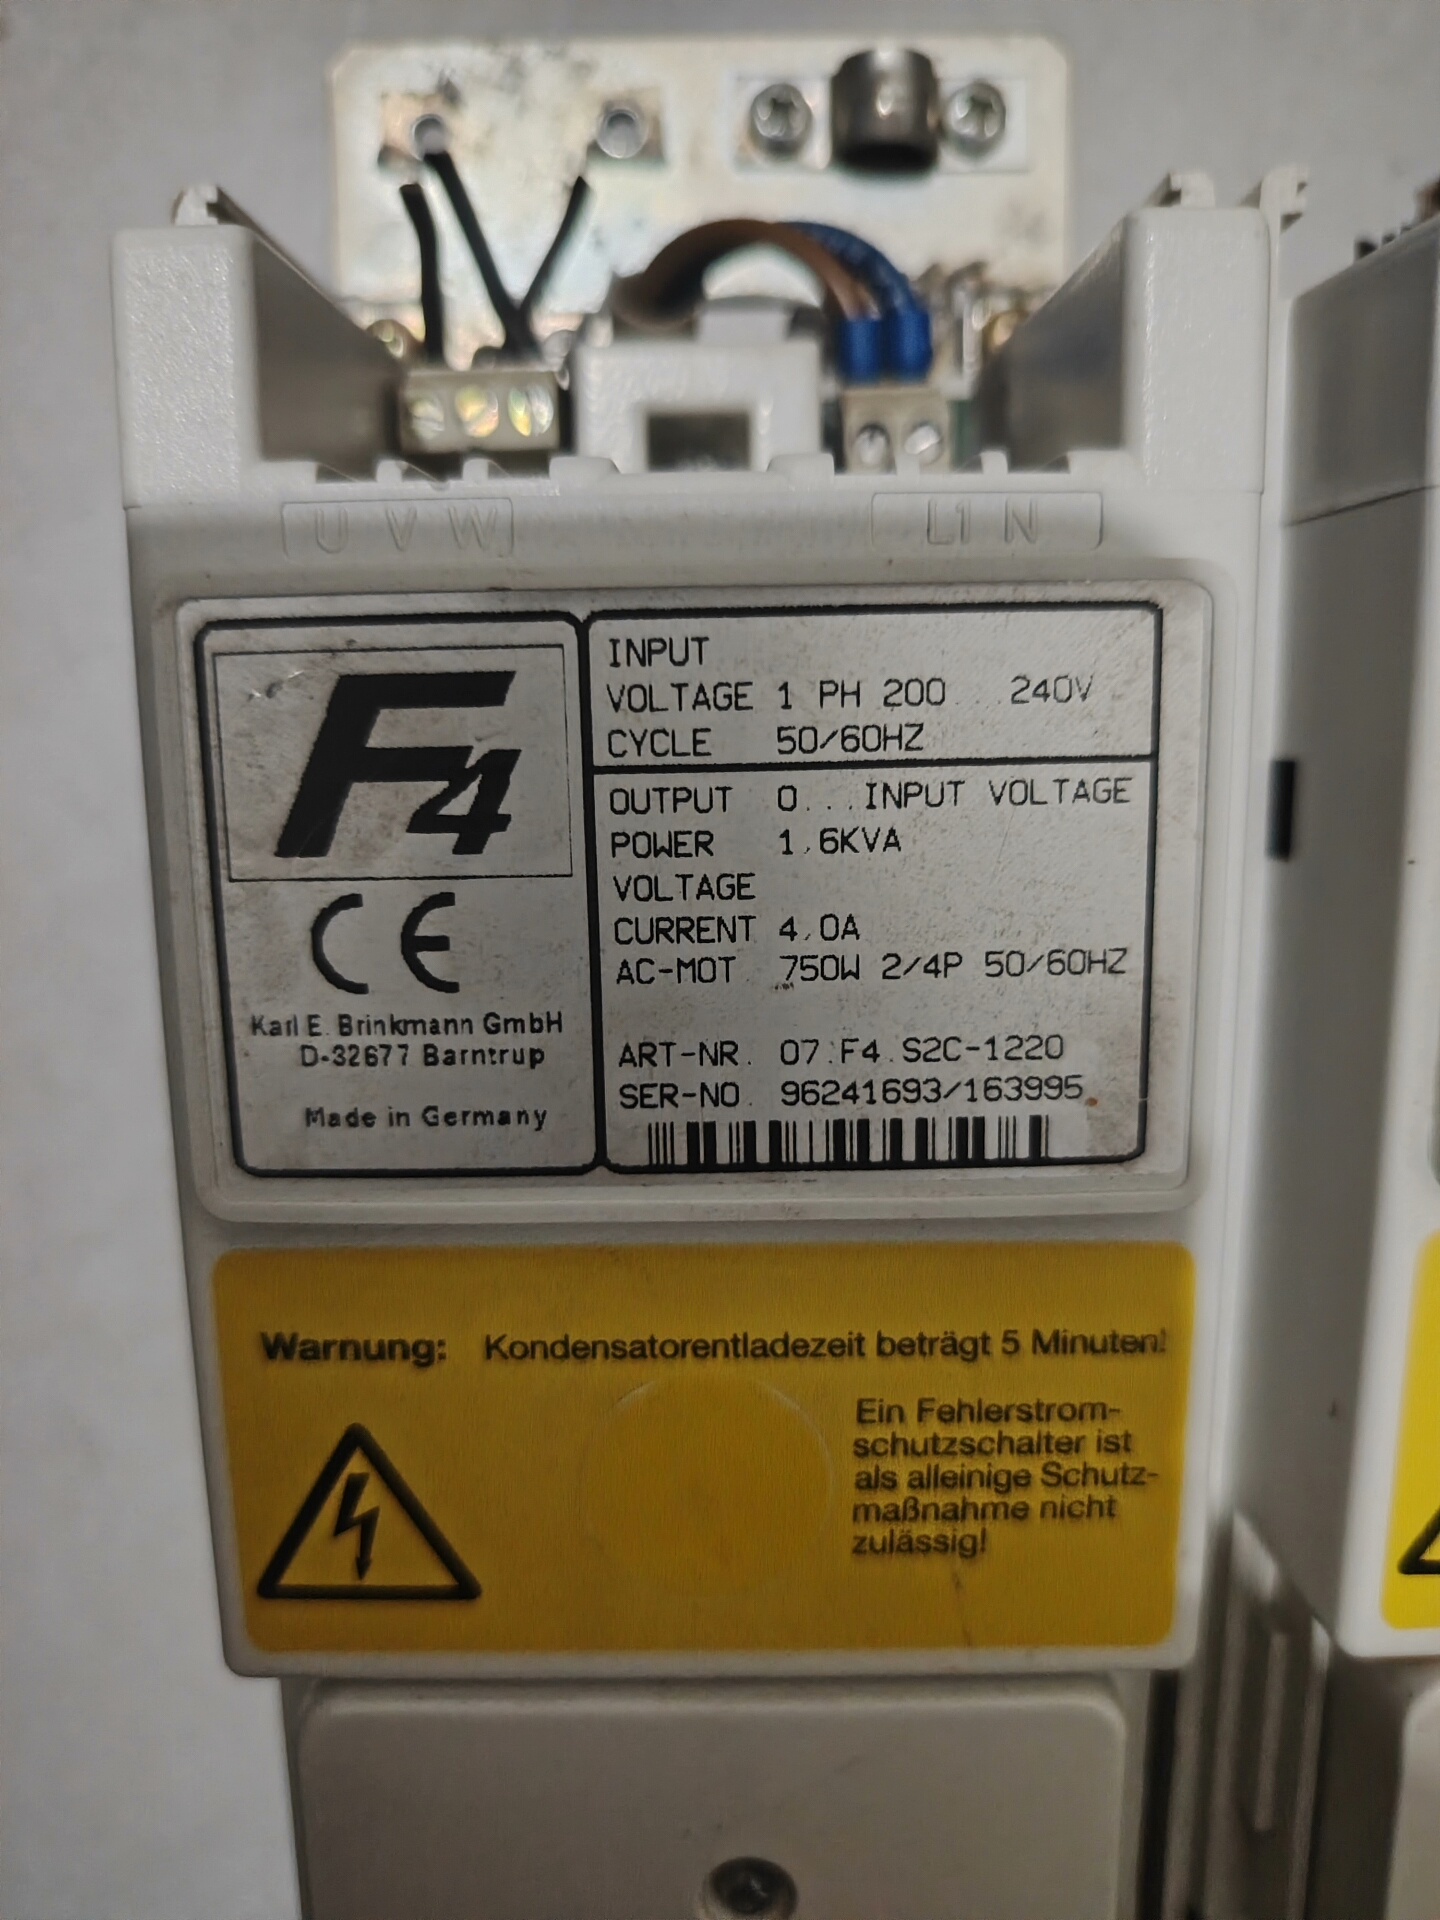 U V W
L1 N
F4
CE
Karl E. Brinkmann GmbH
D-32677 Barntrup
Made in Germany
INPUT
VOLTAGE 1 PH 200...240V
CYCLE 50/60HZ
OUTPUT 0...INPUT VOLTAGE
POWER 1.6KVA
VOLTAGE
CURRENT 4.0A
AC-MOT. 750W 2/4P 50/60HZ
ART-NR. 07.F4.S2C-1220
SER-NO. 96241693/163995
Warnung: Kondensatorentladezeit beträgt 5 Minuten!
Ein Fehlerstrom-
schutzschalter ist
als alleinige Schutz-
maßnahme nicht
zulässig!